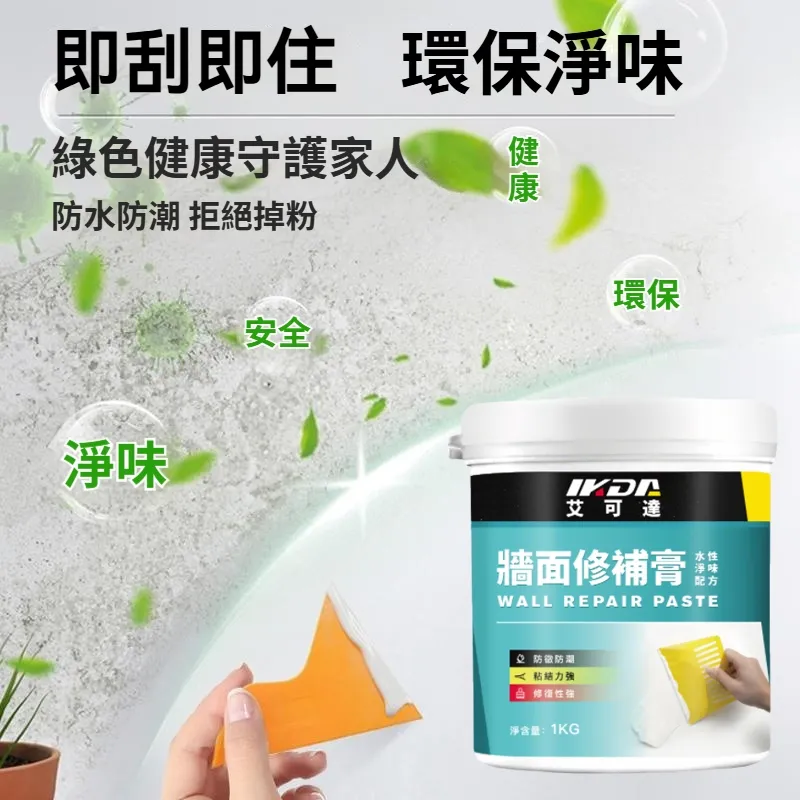 即刮即住 環保淨味
綠色健康守護家人
防水防潮 拒絕掉粉
健康
環保
安全
淨味
IKDA
艾可達
牆面修補膏
水性
淨味
配方
WALL REPAIR PASTE
防黴防潮
粘結力強
修復性強
淨含量：1KG